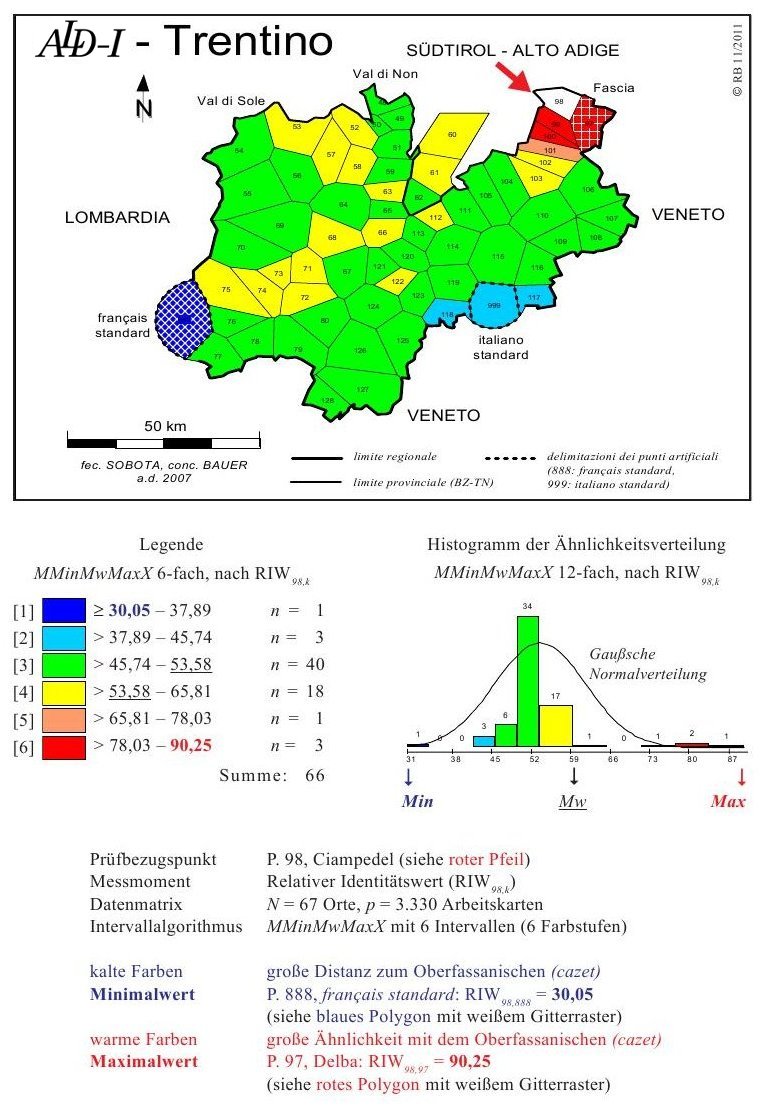 ALD-I - Trentino
SÜDTIROL - ALTO ADIGE
© RB 11/2011
Val di Non
Fascia
N
Val di Sole
98
53
52
49
60
50
51
100
54
101
57
58
59
102
56
61
103
104
106
55
63
105
62
64
65
112
111
110
107
LOMBARDIA
VENETO
69
68
66
113
109
108
70
114
115
67
121
120
116
71
73
75
74
72
122
119
123
117
999
118
124
français
standard
76
80
italiano
standard
77
78
79
126
125
127
128
VENETO
50 km
fec. SOBOTA, conc. BAUER
a.d. 2007
limite regionale
limite provinciale (BZ-TN)
delimitazioni dei punti artificiali
(888: français standard,
999: italiano standard)
Legende
MMinMwMaxX 6-fach, nach RIW98,k
[1] ≥ 30,05 – 37,89 n = 1
[2] > 37,89 – 45,74 n = 3
[3] > 45,74 – 53,58 n = 40
[4] > 53,58 – 65,81 n = 18
[5] > 65,81 – 78,03 n = 1
[6] > 78,03 – 90,25 n = 3
Summe: 66
Histogramm der Ähnlichkeitsverteilung
MMinMwMaxX 12-fach, nach RIW98,k
34
Gaußsche
Normalverteilung
17
6
3
1 0 0 1 0 1 2 1
31 38 45 52 59 66 73 80 87
Min Mw Max
Prüfbezugspunkt P. 98, Ciampedel (siehe roter Pfeil)
Messmoment Relativer Identitätswert (RIW98,k)
Datenmatrix N = 67 Orte, p = 3.330 Arbeitskarten
Intervallalgorithmus MMinMwMaxX mit 6 Intervallen (6 Farbstufen)
kalte Farben große Distanz zum Oberfassanischen (cazet)
Minimalwert P. 888, français standard: RIW98,888 = 30,05
(siehe blaues Polygon mit weißem Gitterraster)
warme Farben große Ähnlichkeit mit dem Oberfassanischen (cazet)
Maximalwert P. 97, Delba: RIW98,97 = 90,25
(siehe rotes Polygon mit weißem Gitterraster)